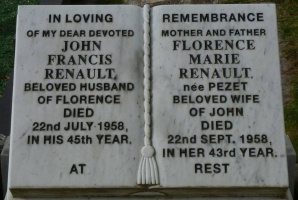 IN LOVING
OF MY DEAR DEVOTED
JOHN
FRANCIS
RENAULT,
BELOVED HUSBAND
OF FLORENCE
DIED
22nd JULY 1958,
IN HIS 45th YEAR.
AT
REMEMBRANCE
MOTHER AND FATHER
FLORENCE
MARIE
RENAULT,
née PEZET
BELOVED WIFE
OF JOHN
DIED
22nd SEPT. 1958,
IN HER 43rd YEAR.
REST